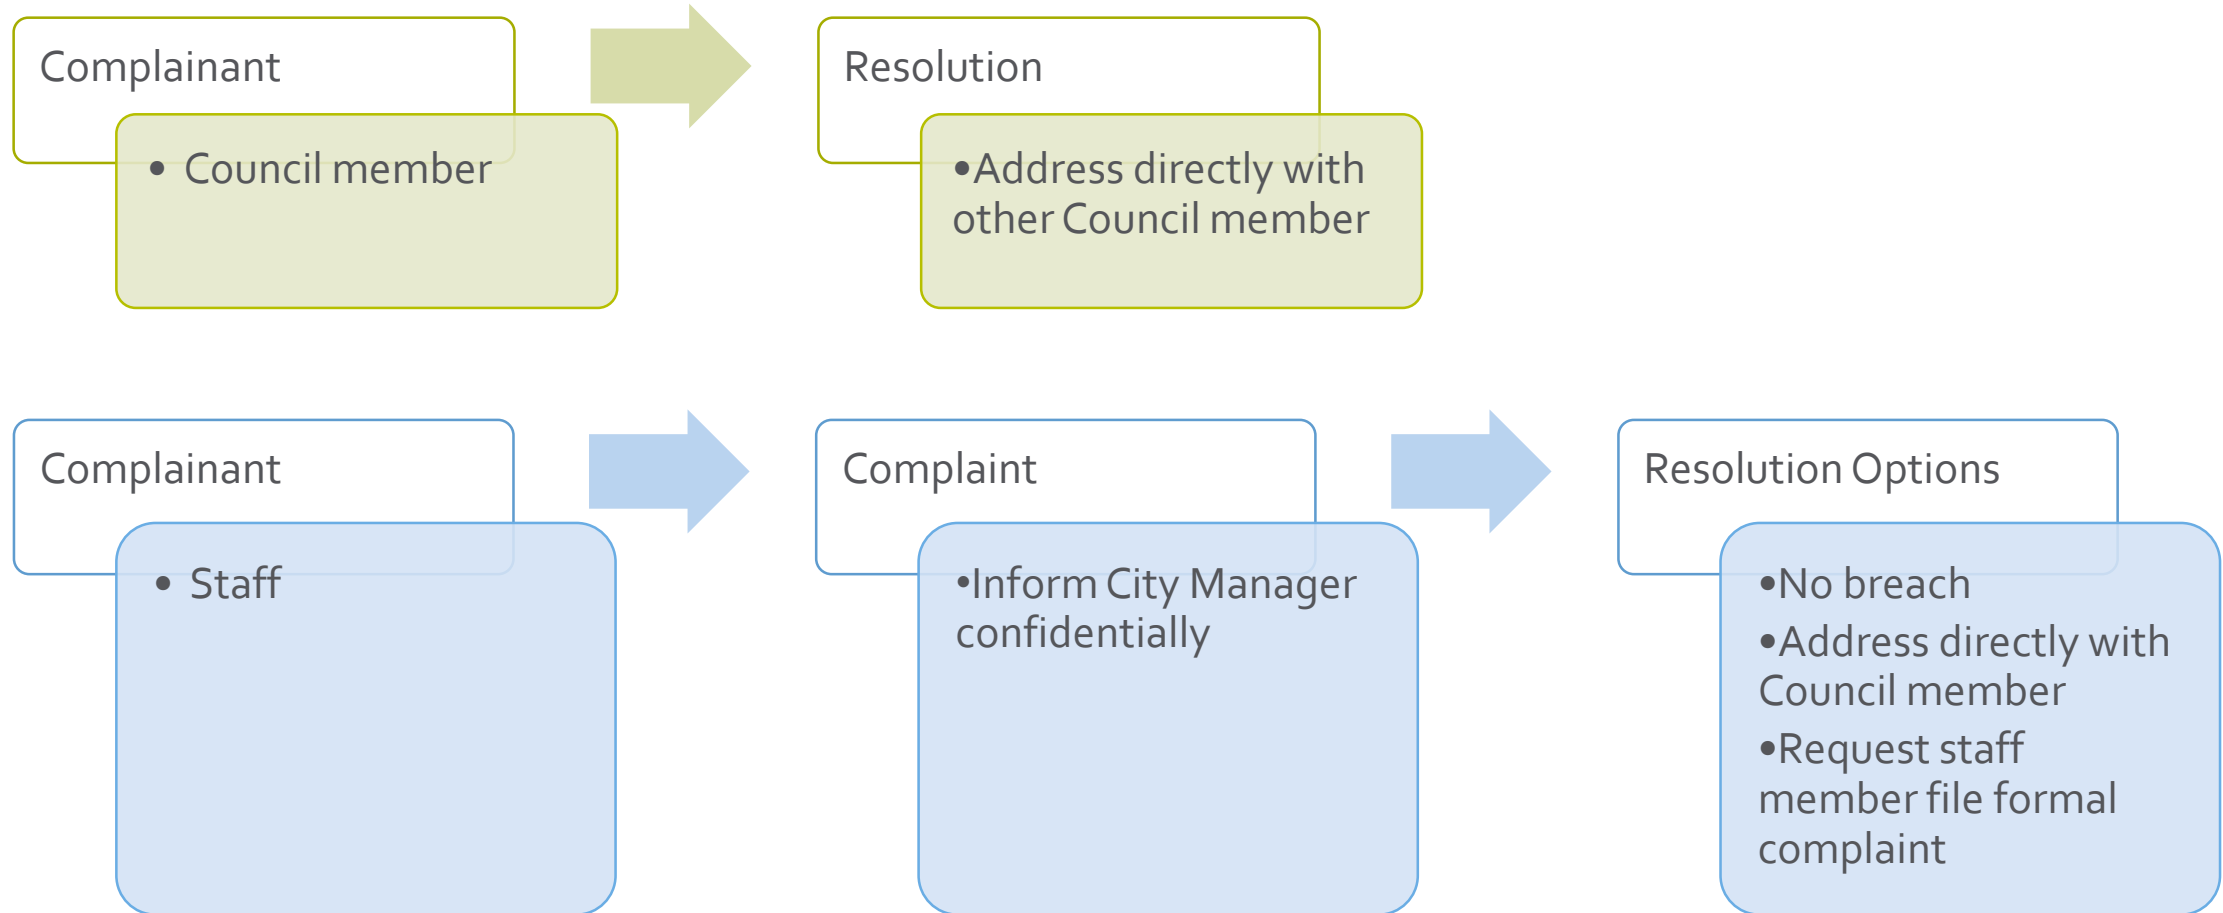 Complainant
• Council member
Resolution
•Address directly with
other Council member
Complainant
• Staff
Complaint
•Inform City Manager
confidentially
Resolution Options
•No breach
•Address directly with
Council member
•Request staff
member file formal
complaint